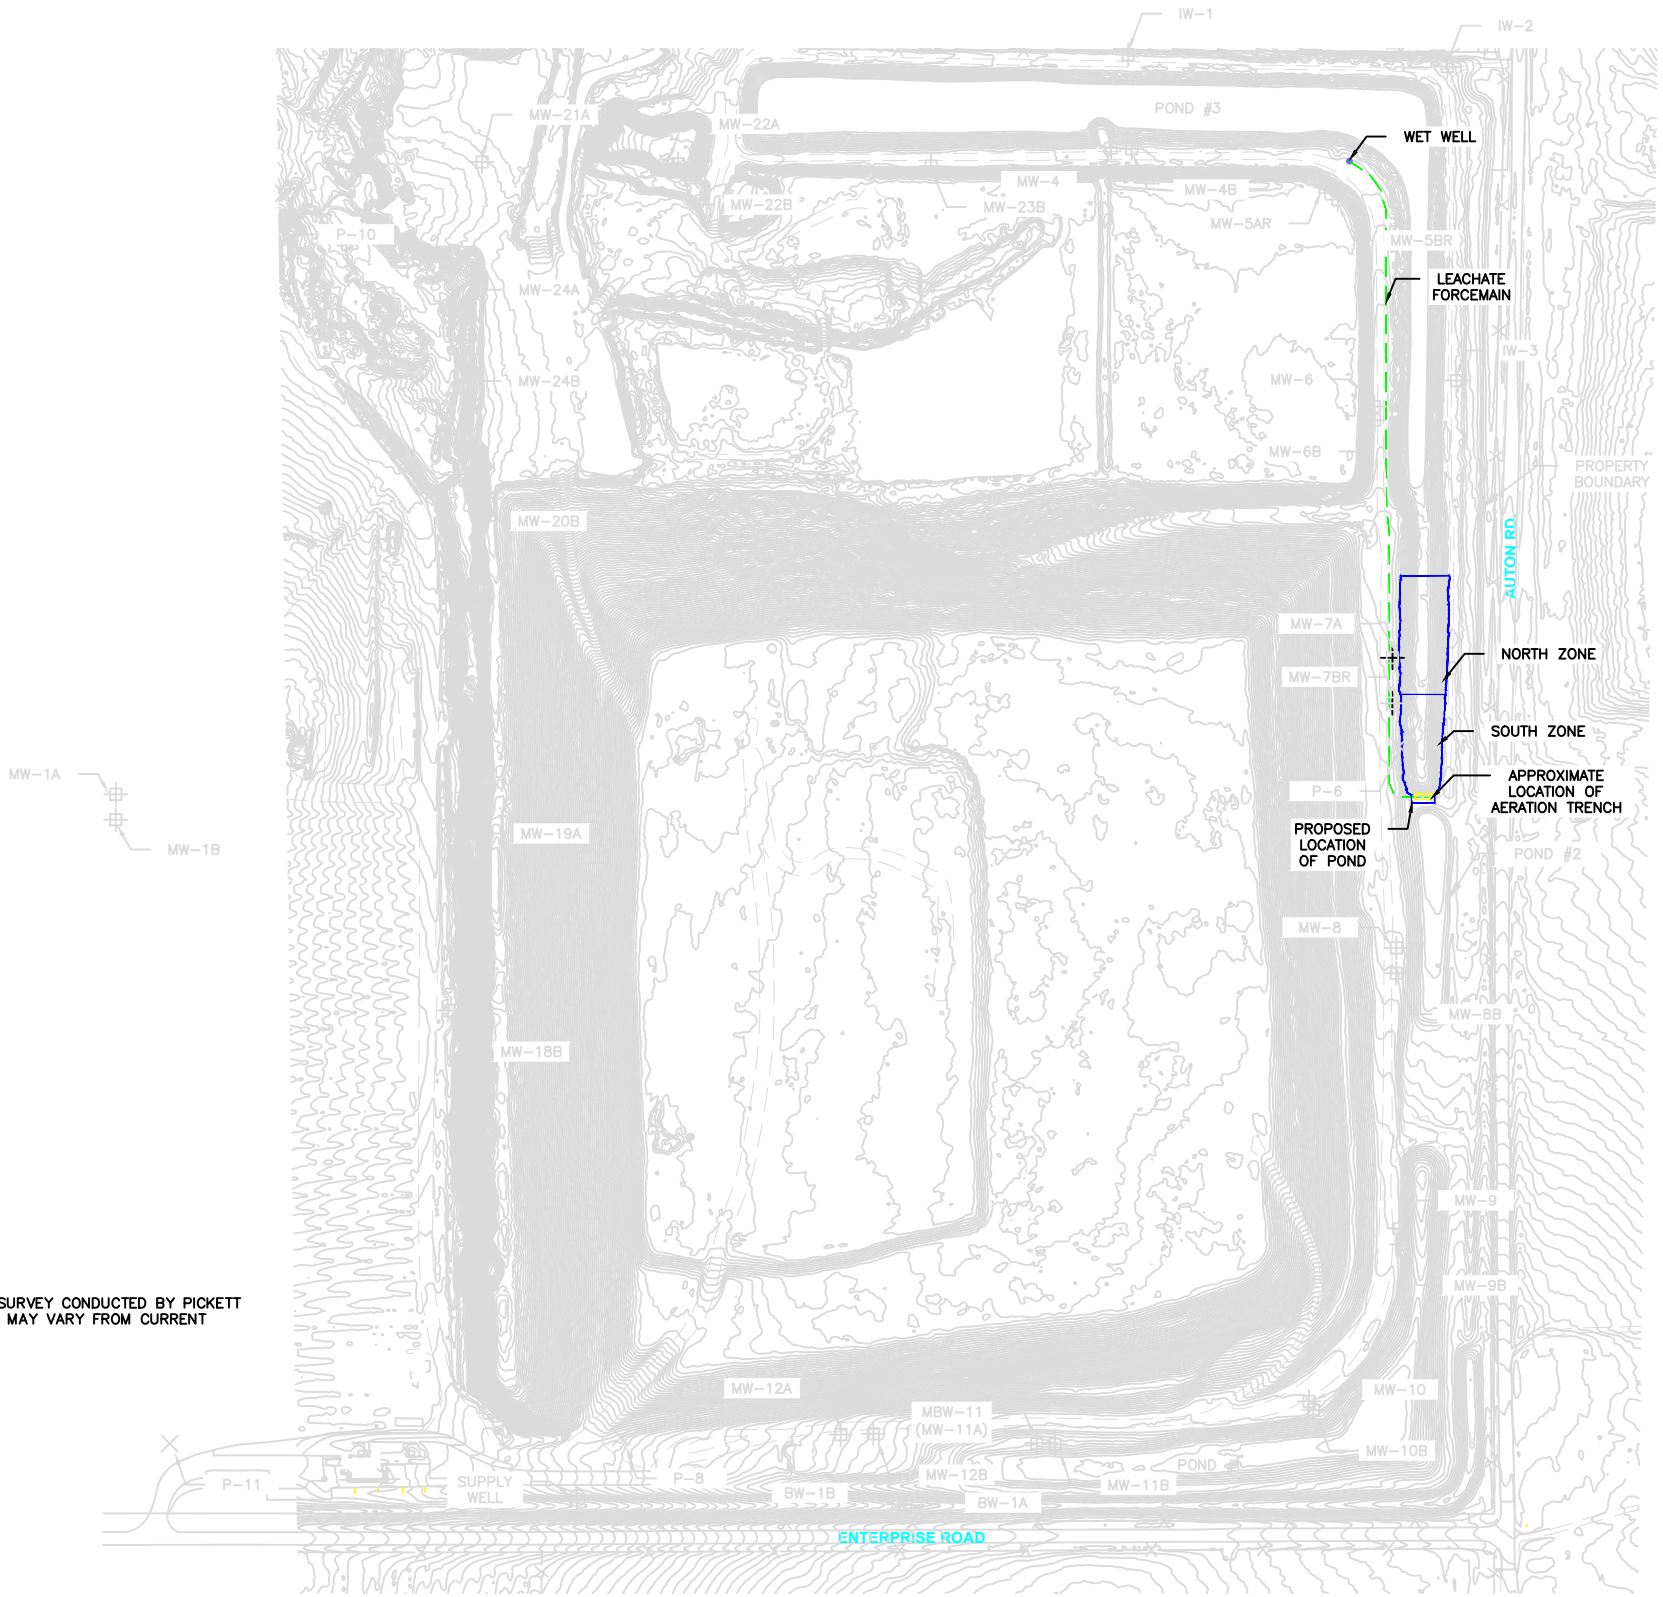 IW-1
IW-2
MW-21A
MW-22A
POND #3
WET WELL
MW-4
MW-4B
MW-22B
MW-23B
MW-5AR
P-10
MW-5BR
MW-24A
LEACHATE
FORCEMAIN
IW-3
MW-24B
MW-6
MW-6B
PROPERTY
BOUNDARY
MW-20B
AUTON RD
MW-7A
NORTH ZONE
MW-7BR
SOUTH ZONE
MW-1A
P-6
APPROXIMATE
LOCATION OF
AERATION TRENCH
MW-19A
PROPOSED
LOCATION
OF POND
MW-1B
POND #2
MW-8
MW-8B
MW-18B
MW-9
MW-9B
SURVEY CONDUCTED BY PICKETT
MAY VARY FROM CURRENT
MW-12A
MW-10
MBW-11
(MW-11A)
MW-10B
POND
P-11
SUPPLY
WELL
P-8
MW-12B
MW-11B
BW-1B
BW-1A
ENTERPRISE ROAD